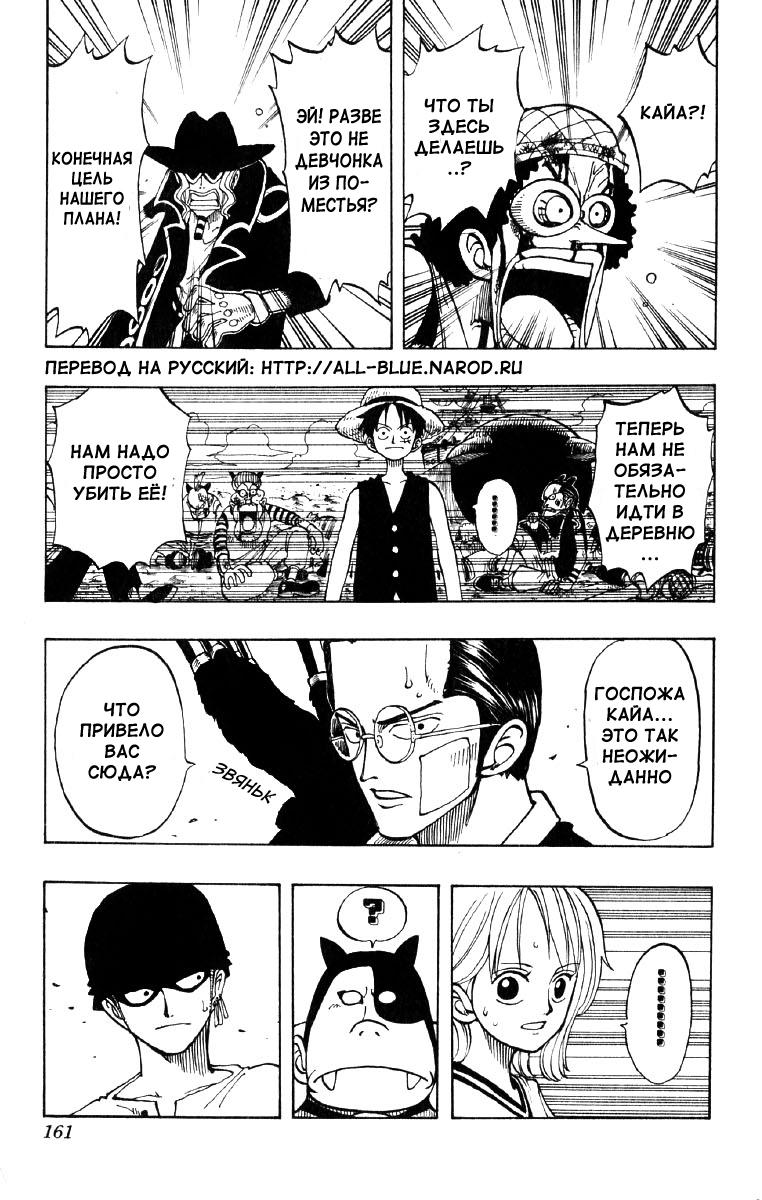 КАЙА?!
ЧТО ТЫ
ЗДЕСЬ
ДЕЛАЕШЬ
..?
ЭЙ! РАЗВЕ
ЭТО НЕ
ДЕВЧОНКА
ИЗ ПО-
МЕСТЬЯ?
КОНЕЧНАЯ
ЦЕЛЬ
НАШЕГО
ПЛАНА!
ПЕРЕВОД НА РУССКИЙ: HTTP://ALL-BLUE.NAROD.RU
ТЕПЕРЬ
НАМ НЕ
ОБЯЗА-
ТЕЛЬНО
ИДТИ В
ДЕРЕВНЮ
...
НАМ НАДО
ПРОСТО
УБИТЬ ЕЁ!
ГОСПОЖА
КАЙА...
ЭТО ТАК
НЕОЖИ-
ДАННО
ЧТО
ПРИВЕЛО
ВАС
СЮДА?
ЗВЯНЬК
?
161